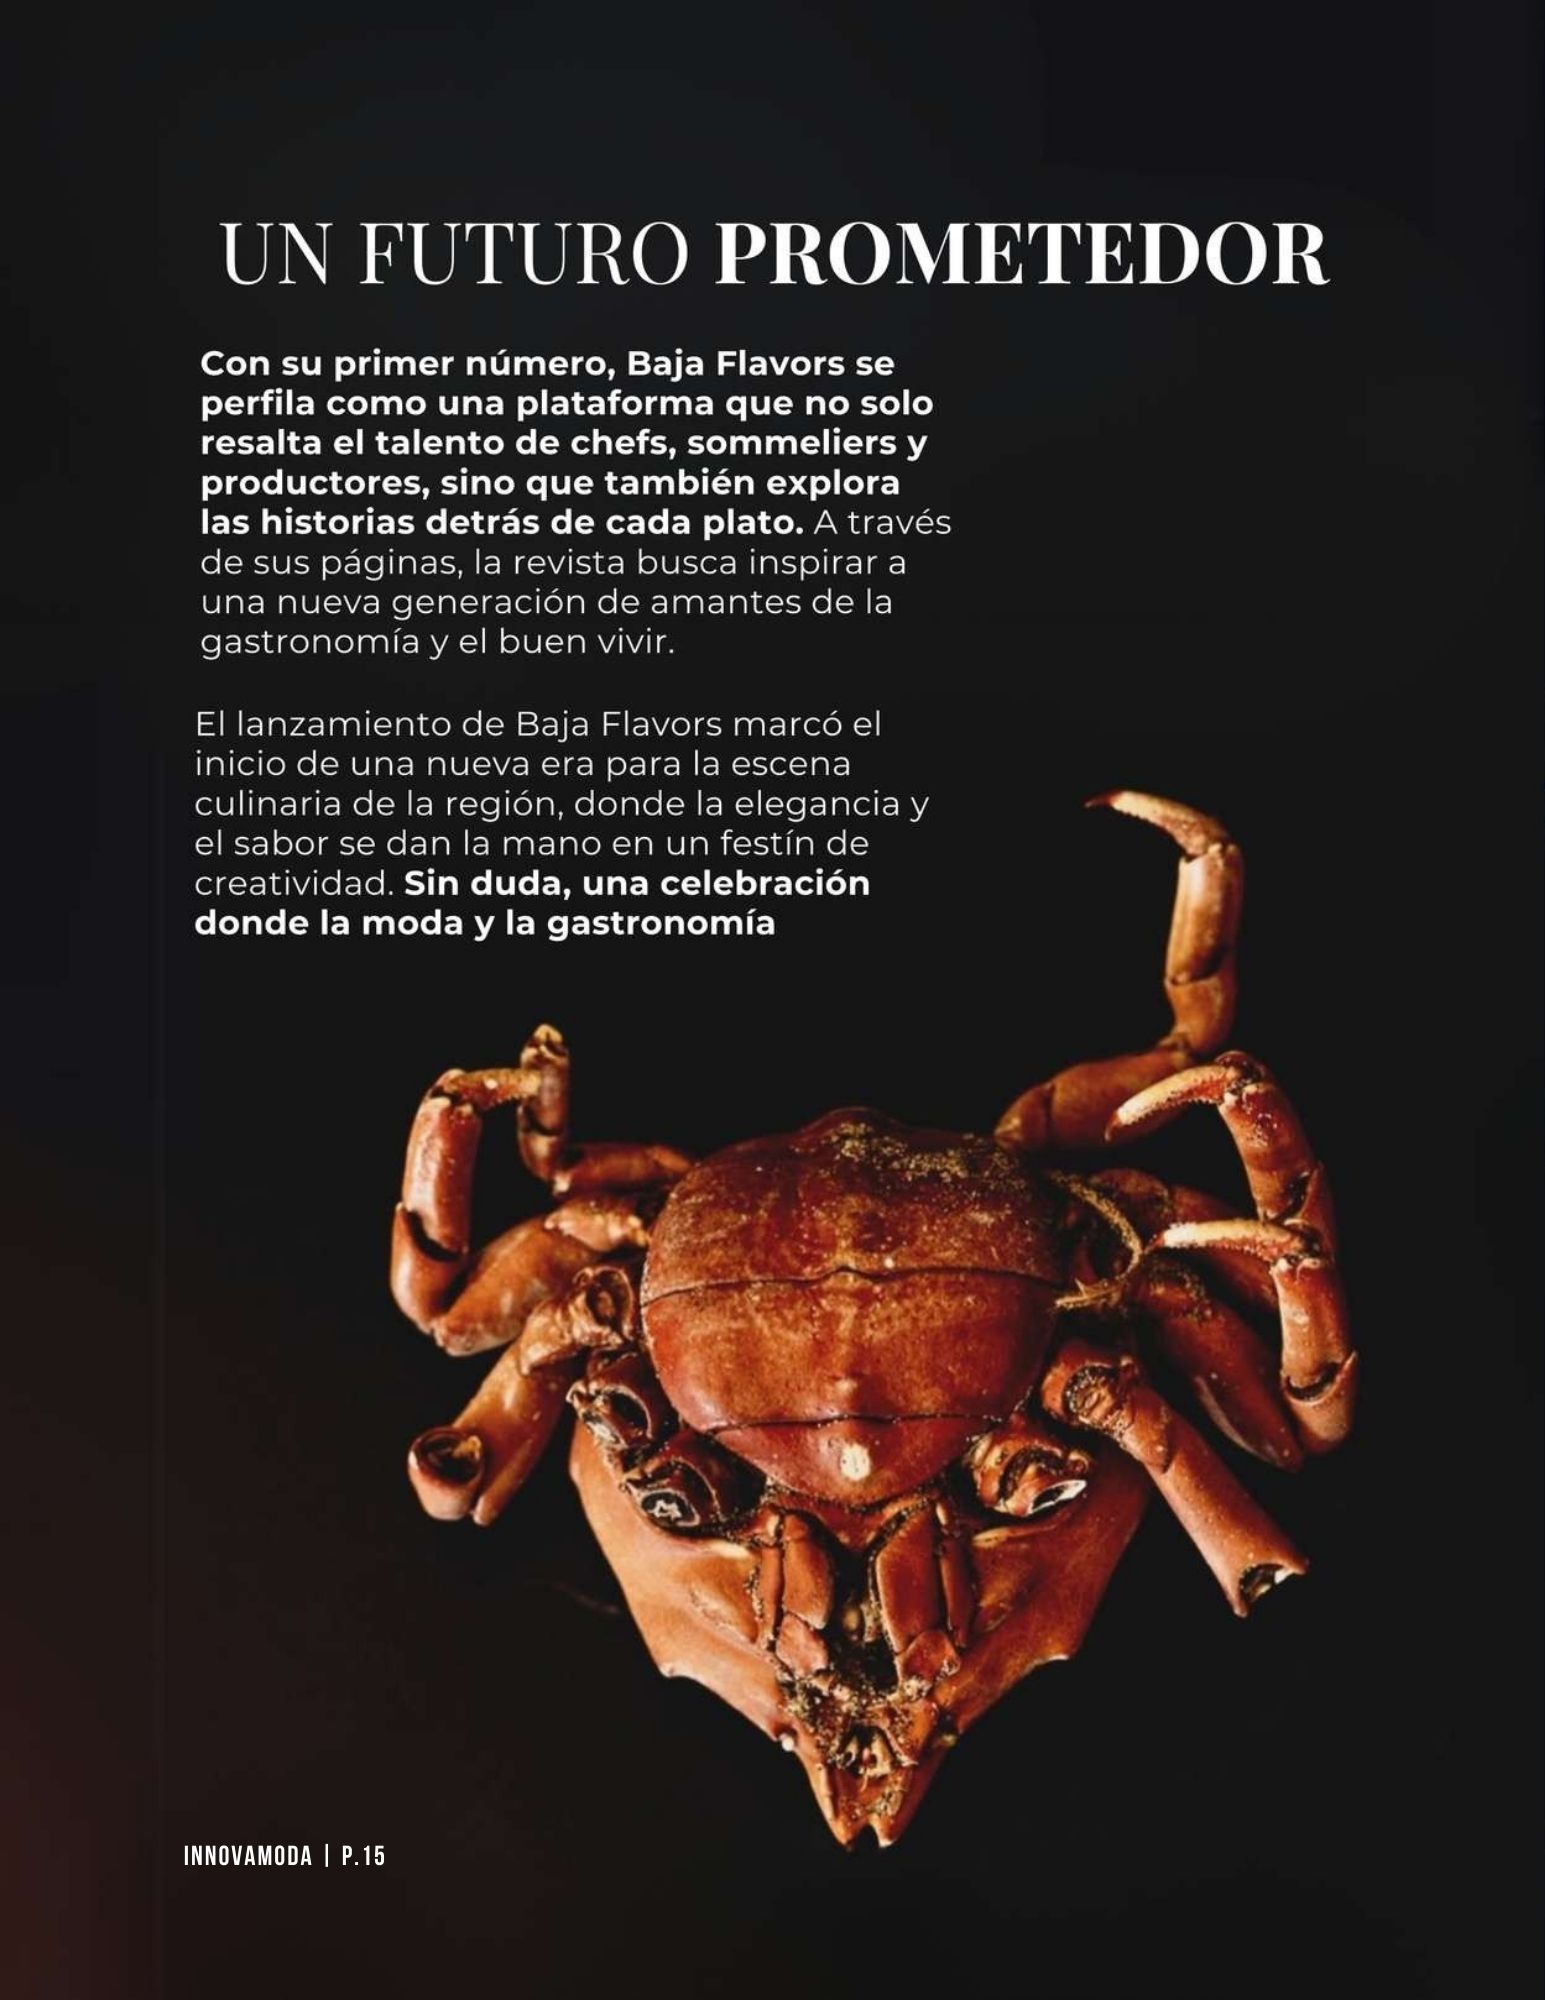 UN FUTURO PROMETEDOR
Con su primer número, Baja Flavors se
perfila como una plataforma que no solo
resalta el talento de chefs, sommeliers y
productores, sino que también explora
las historias detrás de cada plato. A través
de sus páginas, la revista busca inspirar a
una nueva generación de amantes de la
gastronomía y el buen vivir.
El lanzamiento de Baja Flavors marcó el
inicio de una nueva era para la escena
culinaria de la región, donde la elegancia y
el sabor se dan la mano en un festín de
creatividad. Sin duda, una celebración
donde la moda y la gastronomía
INNOVAMODA | P.15